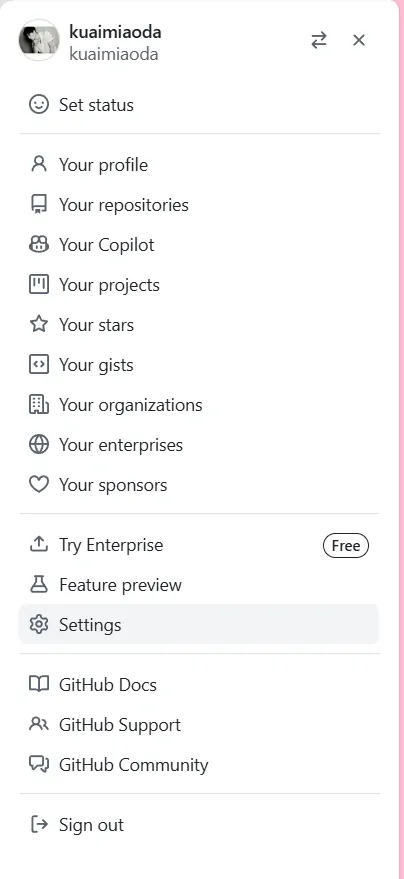 kuaimiaoda
kuaimiaoda
Set status
Your profile
Your repositories
Your Copilot
Your projects
Your stars
Your gists
Your organizations
Your enterprises
Your sponsors
Try Enterprise Free
Feature preview
Settings
GitHub Docs
GitHub Support
GitHub Community
Sign out